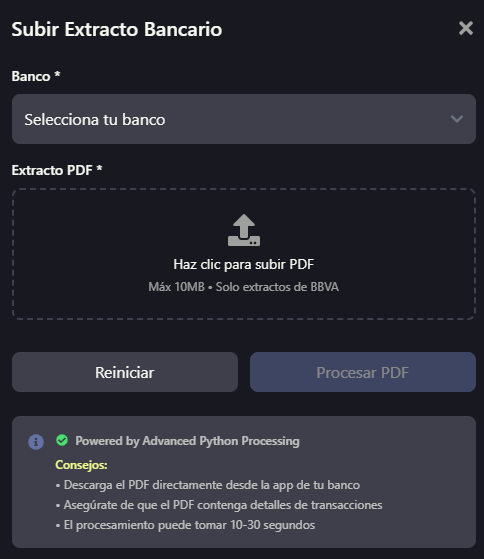 Subir Extracto Bancario
Banco *
Selecciona tu banco
Extracto PDF *
Haz clic para subir PDF
Máx 10MB • Solo extractos de BBVA
Reiniciar
Procesar PDF
Powered by Advanced Python Processing
Consejos:
• Descarga el PDF directamente desde la app de tu banco
• Asegúrate de que el PDF contenga detalles de transacciones
• El procesamiento puede tomar 10-30 segundos